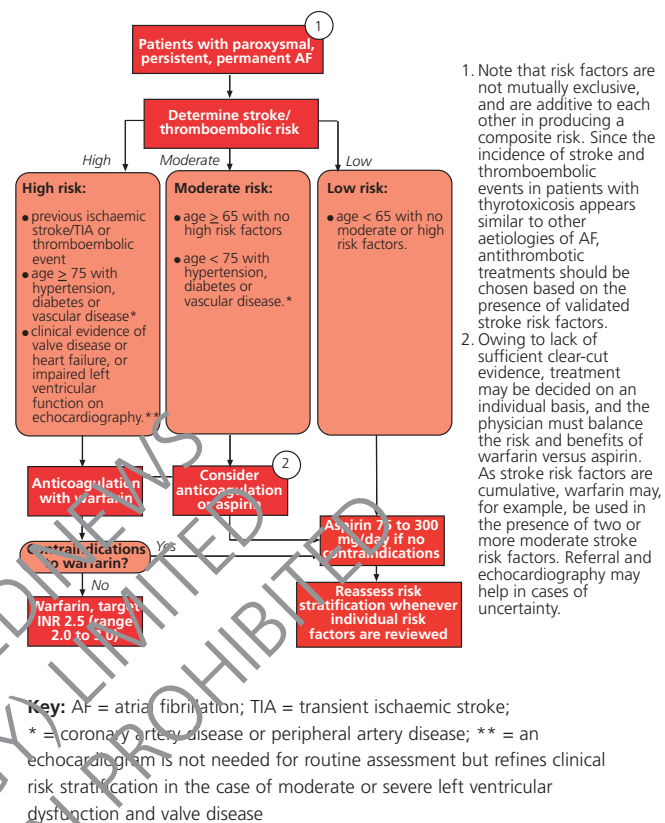 1
Patients with paroxysmal,
persistent, permanent AF
Determine stroke/
thromboembolic risk
High
Moderate
Low
High risk:
● previous ischaemic
stroke/TIA or
thromboembolic
event
● age ≥ 75 with
hypertension,
diabetes or
vascular disease*
● clinical evidence of
valve disease or
heart failure, or
impaired left
ventricular
function on
echocardiography.**
Moderate risk:
● age ≥ 65 with no
high risk factors
● age < 75 with
hypertension,
diabetes or
vascular disease.*
Low risk:
● age < 65 with no
moderate or high
risk factors.
Anticoagulation
with warfarin
2
Consider
anticoagulation
or aspirin
Contraindications
to warfarin?
Yes
No
Aspirin 75 to 300
mg/day if no
contraindications
Warfarin, target
INR 2.5 (range
2.0 to 3.0)
Reassess risk
stratification whenever
individual risk
factors are reviewed
1. Note that risk factors are
not mutually exclusive,
and are additive to each
other in producing a
composite risk. Since the
incidence of stroke and
thromboembolic
events in patients with
thyrotoxicosis appears
similar to other
aetiologies of AF,
antithrombotic
treatments should be
chosen based on the
presence of validated
stroke risk factors.
2. Owing to lack of
sufficient clear-cut
evidence, treatment
may be decided on an
individual basis, and the
physician must balance
the risk and benefits of
warfarin versus aspirin.
As stroke risk factors are
cumulative, warfarin may,
for example, be used in
the presence of two or
more moderate stroke
risk factors. Referral and
echocardiography may
help in cases of
uncertainty.
Key: AF = atrial fibrillation; TIA = transient ischaemic stroke;
* = coronary artery disease or peripheral artery disease; ** = an
echocardiogram is not needed for routine assessment but refines clinical
risk stratification in the case of moderate or severe left ventricular
dysfunction and valve disease
LIMITED
PROHIBITED